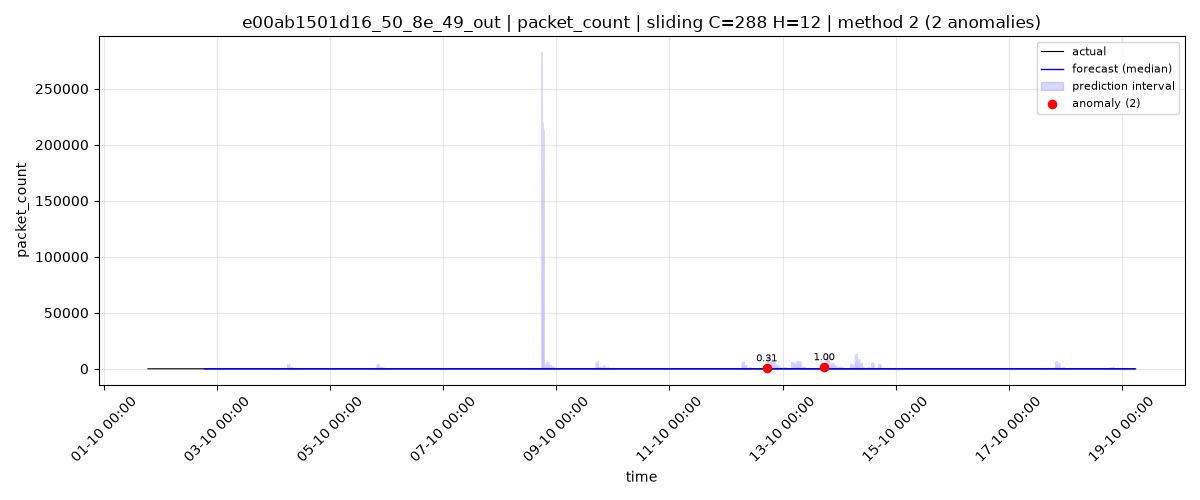 e00ab1501d16_50_8e_49_out | packet_count | sliding C=288 H=12 | method 2 (2 anomalies)
actual
forecast (median)
prediction interval
anomaly (2)
packet_count
250000
200000
150000
100000
50000
0
0.31
1.00
01-10 00:00
03-10 00:00
05-10 00:00
07-10 00:00
09-10 00:00
11-10 00:00
13-10 00:00
15-10 00:00
17-10 00:00
19-10 00:00
time